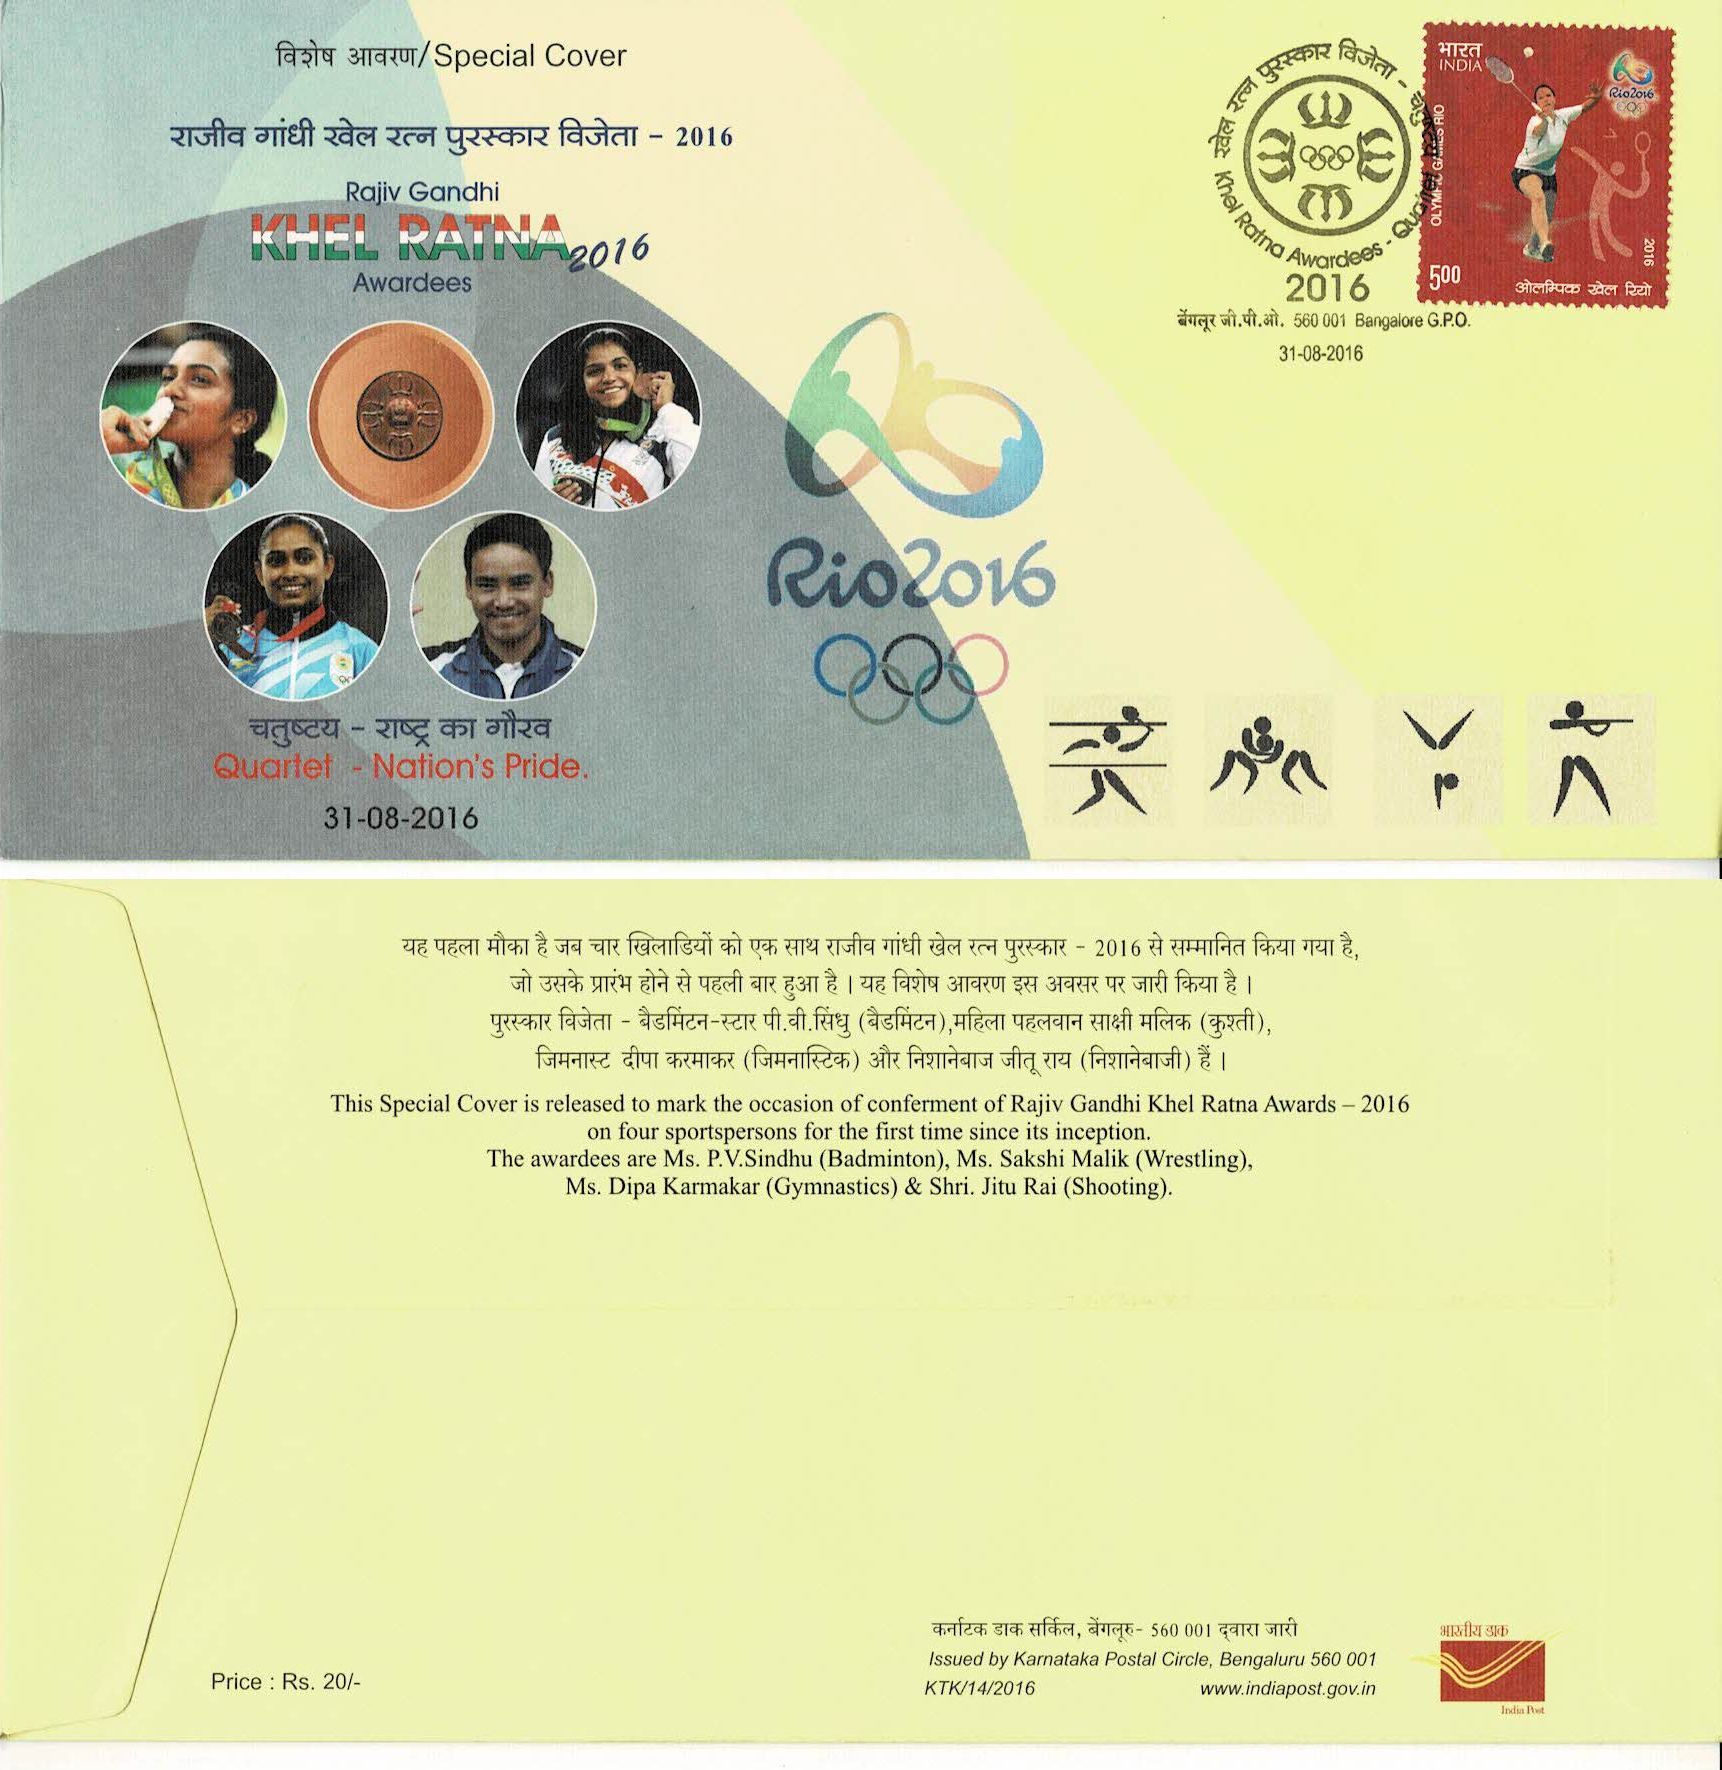 विशेष आवरण/Special Cover
राजीव गांधी खेल रत्न पुरस्कार विजेता - 2016
Rajiv Gandhi
KHEL RATNA 2016
Awardees
चतुष्टय - राष्ट्र का गौरव
Quartet - Nation's Pride.
31-08-2016
Rio2016
खेल रत्न पुरस्कार विजेता - चतुष्टय
Khel Ratna Awardees - Quartet
2016
बेंगलूर जी.पी.ओ. 560 001 Bangalore G.P.O.
31-08-2016
भारत
INDIA
Rio2016
OLYMPIC GAMES RIO
2016
500
ओलम्पिक खेल रियो
यह पहला मौका है जब चार खिलाडियों को एक साथ राजीव गांधी खेल रत्न पुरस्कार - 2016 से सम्मानित किया गया है,
जो उसके प्रारंभ होने से पहली बार हुआ है । यह विशेष आवरण इस अवसर पर जारी किया है ।
पुरस्कार विजेता - बैडमिंटन-स्टार पी.वी.सिंधु (बैडमिंटन),महिला पहलवान साक्षी मलिक (कुश्ती),
जिमनास्ट दीपा करमाकर (जिमनास्टिक) और निशानेबाज जीतू राय (निशानेबाजी) हैं ।
This Special Cover is released to mark the occasion of conferment of Rajiv Gandhi Khel Ratna Awards – 2016
on four sportspersons for the first time since its inception.
The awardees are Ms. P.V.Sindhu (Badminton), Ms. Sakshi Malik (Wrestling),
Ms. Dipa Karmakar (Gymnastics) & Shri. Jitu Rai (Shooting).
Price : Rs. 20/-
कर्नाटक डाक सर्किल, बेंगलूरु- 560 001 द्वारा जारी
Issued by Karnataka Postal Circle, Bengaluru 560 001
KTK/14/2016 www.indiapost.gov.in
भारतीय डाक
India Post